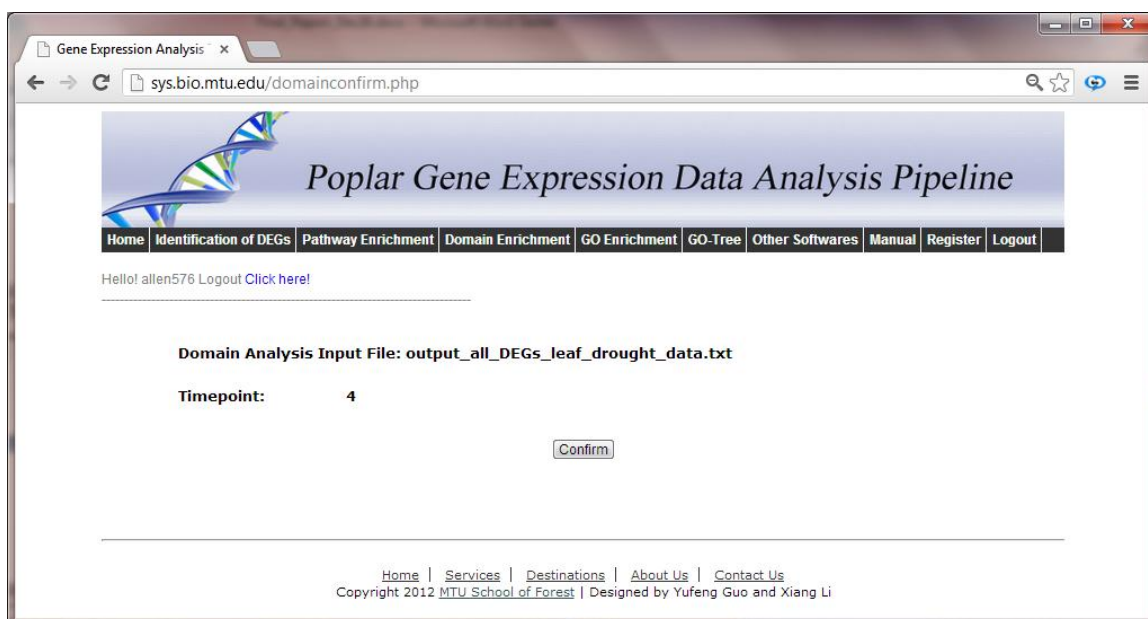 Gene Expression Analysis
sys.bio.mtu.edu/domainconfirm.php
Poplar Gene Expression Data Analysis Pipeline
Home Identification of DEGs Pathway Enrichment Domain Enrichment GO Enrichment GO-Tree Other Softwares Manual Register Logout
Hello! allen576 Logout Click here!
Domain Analysis Input File: output_all_DEGs_leaf_drought_data.txt
Timepoint: 4
Confirm
Home | Services | Destinations | About Us | Contact Us
Copyright 2012 MTU School of Forest | Designed by Yufeng Guo and Xiang Li